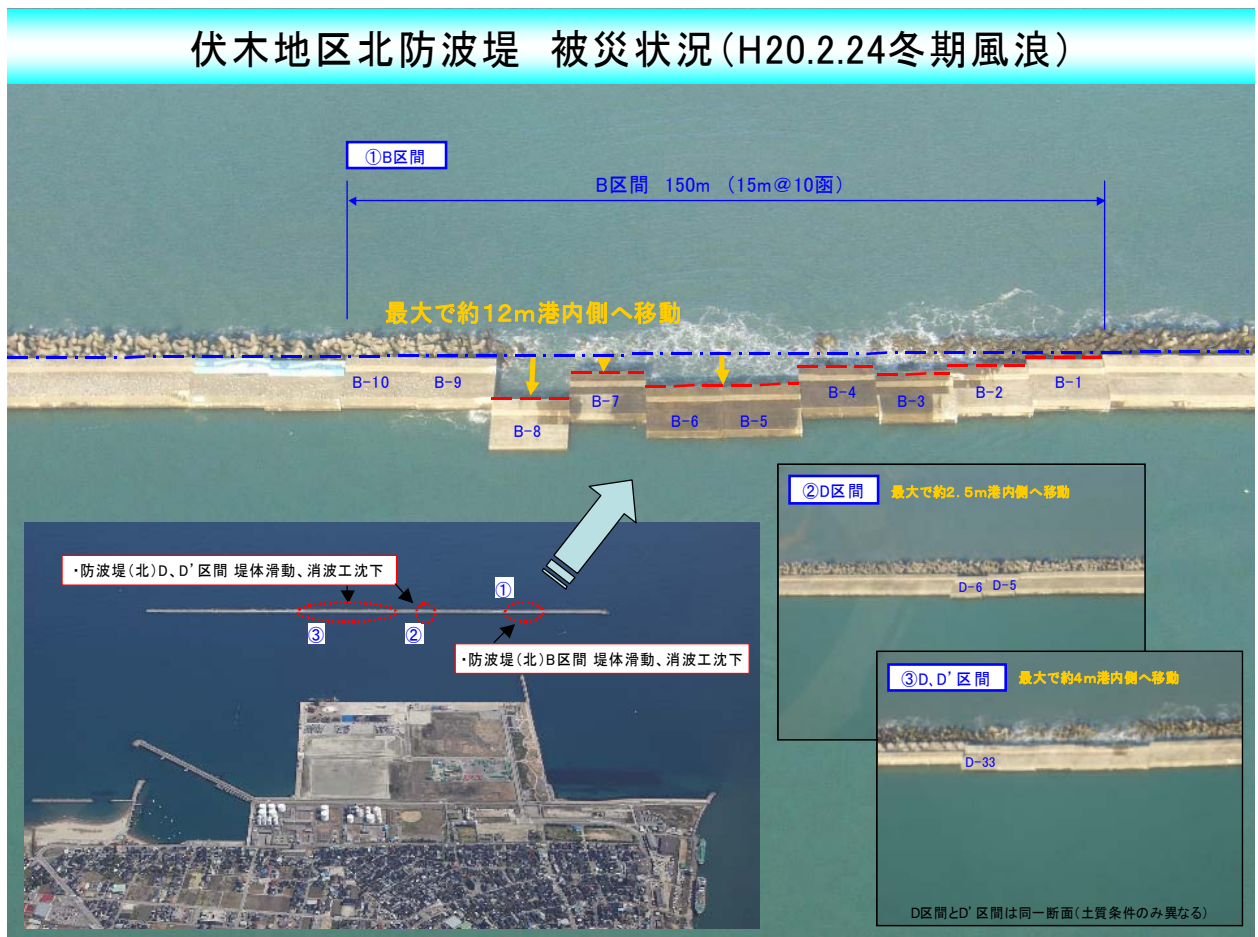 伏木地区北防波堤 被災状況(H20.2.24冬期風浪)
①B区間
B区間 150m (15m@10函)
最大で約12m港内側へ移動
B-10
B-9
B-8
B-7
B-6
B-5
B-4
B-3
B-2
B-1
②D区間
最大で約2.5m港内側へ移動
D-6
D-5
・防波堤(北)D、D’区間 堤体滑動、消波工沈下
①
②
③
・防波堤(北)B区間 堤体滑動、消波工沈下
③D、D’区間
最大で約4m港内側へ移動
D-33
D区間とD’区間は同一断面(土質条件のみ異なる)